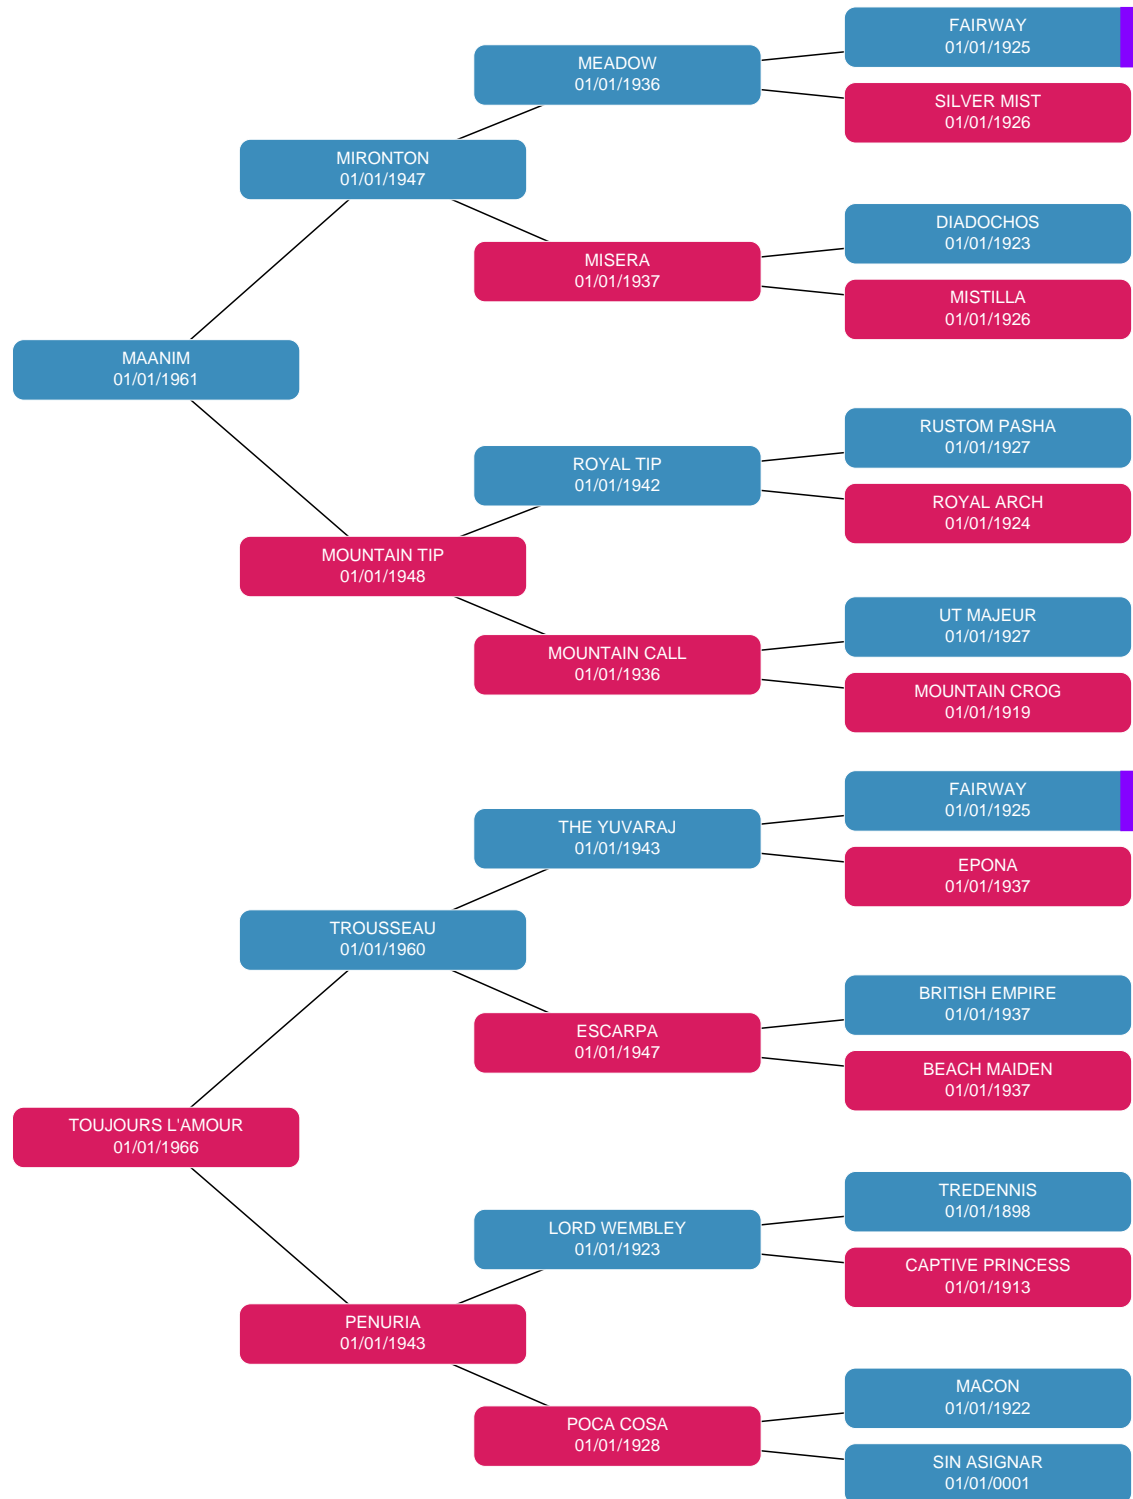 FAIRWAY
01/01/1925
MEADOW
01/01/1936
SILVER MIST
01/01/1926
MIRONTON
01/01/1947
DIADOCHOS
01/01/1923
MISERA
01/01/1937
MISTILLA
01/01/1926
MAANIM
01/01/1961
RUSTOM PASHA
01/01/1927
ROYAL TIP
01/01/1942
ROYAL ARCH
01/01/1924
MOUNTAIN TIP
01/01/1948
UT MAJEUR
01/01/1927
MOUNTAIN CALL
01/01/1936
MOUNTAIN CROG
01/01/1919
FAIRWAY
01/01/1925
THE YUVARAJ
01/01/1943
EPONA
01/01/1937
TROUSSEAU
01/01/1960
BRITISH EMPIRE
01/01/1937
ESCARPA
01/01/1947
BEACH MAIDEN
01/01/1937
TOUJOURS L'AMOUR
01/01/1966
TREDENNIS
01/01/1898
LORD WEMBLEY
01/01/1923
CAPTIVE PRINCESS
01/01/1913
PENURIA
01/01/1943
MACON
01/01/1922
POCA COSA
01/01/1928
SIN ASIGNAR
01/01/0001